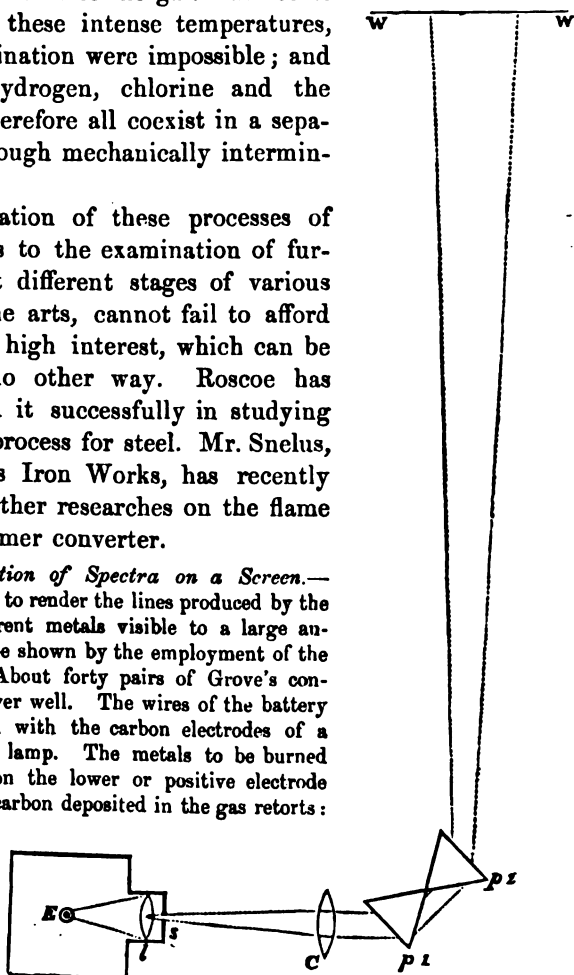 these intense temperatures,
ination were impossible; and
ydrogen, chlorine and the
erefore all coexist in a sepa-
ough mechanically intermin-
ation of these processes of
s to the examination of fur-
t different stages of various
e arts, cannot fail to afford
high interest, which can be
o other way. Roscoe has
it successfully in studying
process for steel. Mr. Snelus,
s Iron Works, has recently
ther researches on the flame
mer converter.
tion of Spectra on a Screen.—
to render the lines produced by the
rent metals visible to a large au-
e shown by the employment of the
About forty pairs of Grove's con-
ver well. The wires of the battery
with the carbon electrodes of a
lamp. The metals to be burned
on the lower or positive electrode
carbon deposited in the gas retorts:
W W
E l s C p 1 p 1